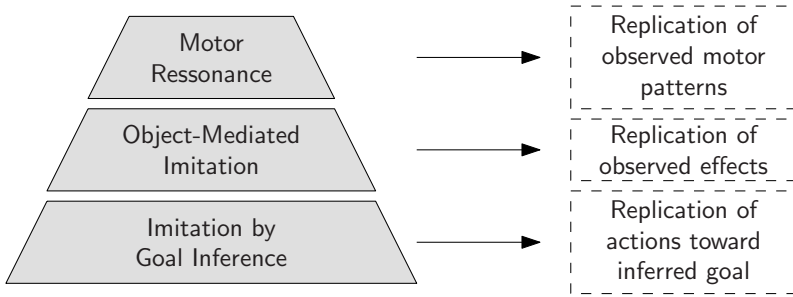 Motor
Ressonance
Replication of
observed motor
patterns
Object-Mediated
Imitation
Replication of
observed effects
Imitation by
Goal Inference
Replication of
actions toward
inferred goal